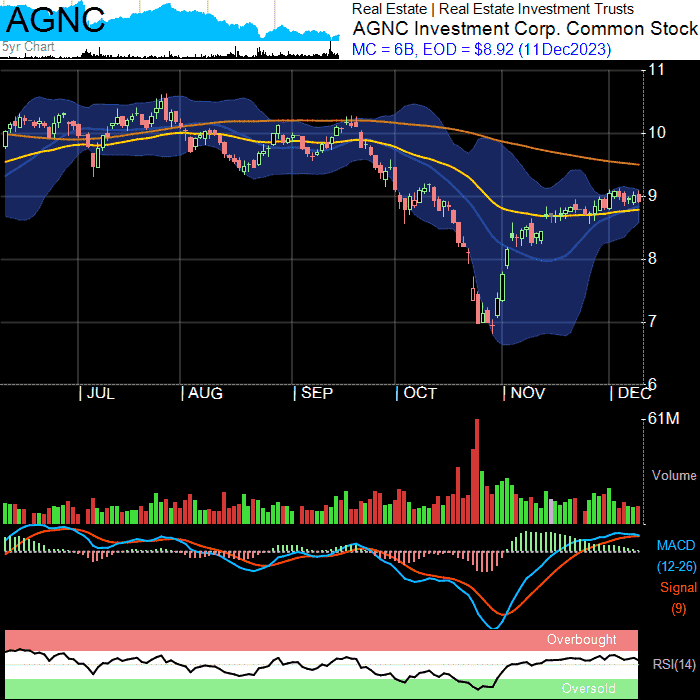 AGNC
5yr Chart
Real Estate | Real Estate Investment Trusts
AGNC Investment Corp. Common Stock
MC = 6B, EOD = $8.92 (11Dec2023)
11
10
9
8
7
6
| JUL
| AUG
| SEP
| OCT
| NOV
| DEC
61M
Volume
MACD
(12-26)
Signal
(9)
Overbought
RSI(14)
Oversold